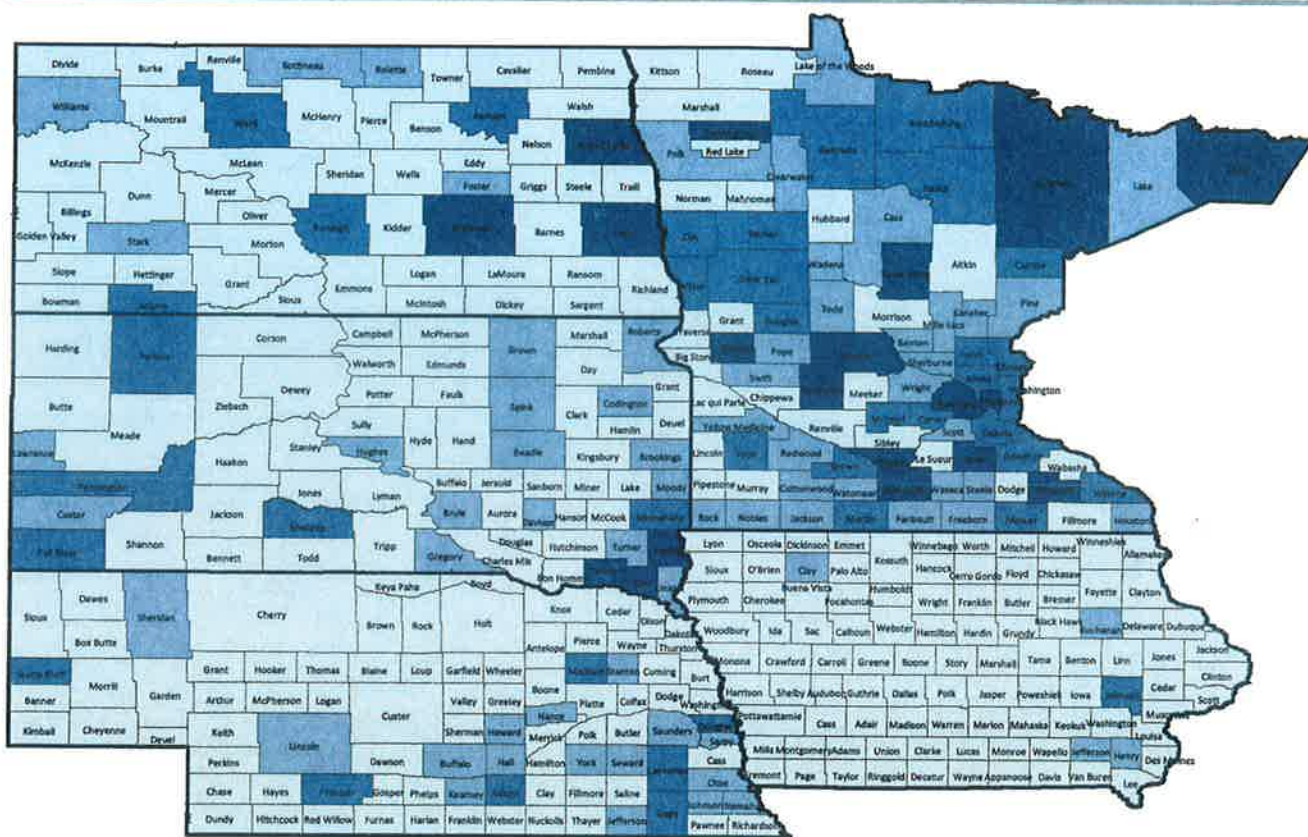 Divide
Burke
Renville
Bottineau
Rolette
Towner
Cavalier
Pembina
Kittson
Roseau
Lake of the Woods
Williams
Mountrail
Ward
McHenry
Pierce
Benson
Ramsey
Walsh
Marshall
Nelson
Polk
Red Lake
Clearwater
Lake
McKenzie
McLean
Sheridan
Wells
Eddy
Foster
Griggs
Steele
Traill
Norman
Mahnomen
Hubbard
Cass
Dunn
Mercer
Oliver
Billings
Golden Valley
Stark
Morton
Kidder
Barnes
Wadena
Aitkin
Slope
Hettinger
Grant
Sioux
Emmons
Logan
LaMoure
Ransom
Richland
Bowman
McIntosh
Dickey
Sargent
Grant
Todd
Morrison
Mille Lacs
Kanabec
Pine
Harding
Perkins
Corson
Campbell
McPherson
Brown
Marshall
Roberts
Traverse
Big Stone
Pope
Benton
Sherburne
Walworth
Edmunds
Day
Grant
Swift
Wright
Washington
Butte
Ziebach
Dewey
Potter
Faulk
Spink
Clark
Codington
Lac qui Parle
Chippewa
Meeker
Meade
Sully
Hyde
Hand
Hamlin
Deuel
Yellow Medicine
Renville
Sibley
Scott
Lawrence
Haakon
Stanley
Hughes
Beadle
Kingsbury
Brookings
Lincoln
Redwood
Le Sueur
Wabasha
Pennington
Jones
Lyman
Buffalo
Jerauld
Sanborn
Miner
Lake
Moody
Pipestone
Murray
Cottonwood
Watonwan
Waseca
Steele
Dodge
Custer
Jackson
Brule
Aurora
Davison
Hanson
McCook
Rock
Nobles
Jackson
Martin
Faribault
Freeborn
Mower
Fillmore
Houston
Fall River
Shannon
Bennett
Todd
Tripp
Gregory
Douglas
Charles Mix
Hutchinson
Turner
Bon Homme
Lyon
Osceola
Dickinson
Emmet
Kossuth
Winnebago
Worth
Mitchell
Howard
Winneshiek
Allamakee
Sioux
O'Brien
Clay
Palo Alto
Hancock
Cerro Gordo
Floyd
Chickasaw
Sioux
Dawes
Sheridan
Cherry
Keya Paha
Boyd
Knox
Cedar
Plymouth
Cherokee
Buena Vista
Pocahontas
Humboldt
Wright
Franklin
Butler
Bremer
Fayette
Clayton
Box Butte
Brown
Rock
Holt
Antelope
Pierce
Wayne
Thurston
Woodbury
Ida
Sac
Calhoun
Webster
Hamilton
Hardin
Grundy
Black Hawk
Buchanan
Delaware
Dubuque
Grant
Hooker
Thomas
Blaine
Loup
Garfield
Wheeler
Madison
Stanton
Cuming
Burt
Monona
Crawford
Carroll
Greene
Boone
Story
Marshall
Tama
Benton
Linn
Jones
Jackson
Banner
Morrill
Garden
Arthur
McPherson
Logan
Custer
Valley
Greeley
Boone
Platte
Colfax
Dodge
Washington
Harrison
Shelby
Audubon
Guthrie
Dallas
Polk
Jasper
Poweshiek
Iowa
Cedar
Clinton
Scott
Kimball
Cheyenne
Deuel
Keith
Lincoln
Sherman
Howard
Nance
Merrick
Polk
Butler
Saunders
Sarpy
Pottawattamie
Cass
Adair
Madison
Warren
Marion
Mahaska
Keokuk
Washington
Louisa
Perkins
Dawson
Buffalo
Hall
Hamilton
York
Seward
Cass
Mills
Montgomery
Adams
Union
Clarke
Lucas
Monroe
Wapello
Jefferson
Henry
Des Moines
Chase
Hayes
Gosper
Phelps
Kearney
Clay
Fillmore
Saline
Otoe
Fremont
Page
Taylor
Ringgold
Decatur
Wayne
Appanoose
Davis
Van Buren
Lee
Dundy
Hitchcock
Red Willow
Furnas
Harlan
Franklin
Webster
Nuckolls
Thayer
Jefferson
Gage
Pawnee
Richardson